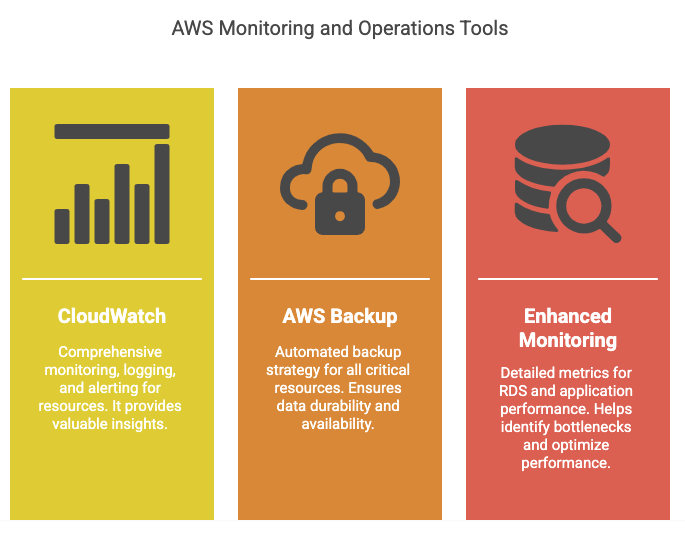 AWS Monitoring and Operations Tools
CloudWatch
Comprehensive
monitoring, logging,
and alerting for
resources. It provides
valuable insights.
AWS Backup
Automated backup
strategy for all critical
resources. Ensures
data durability and
availability.
Enhanced
Monitoring
Detailed metrics for
RDS and application
performance. Helps
identify bottlenecks
and optimize
performance.